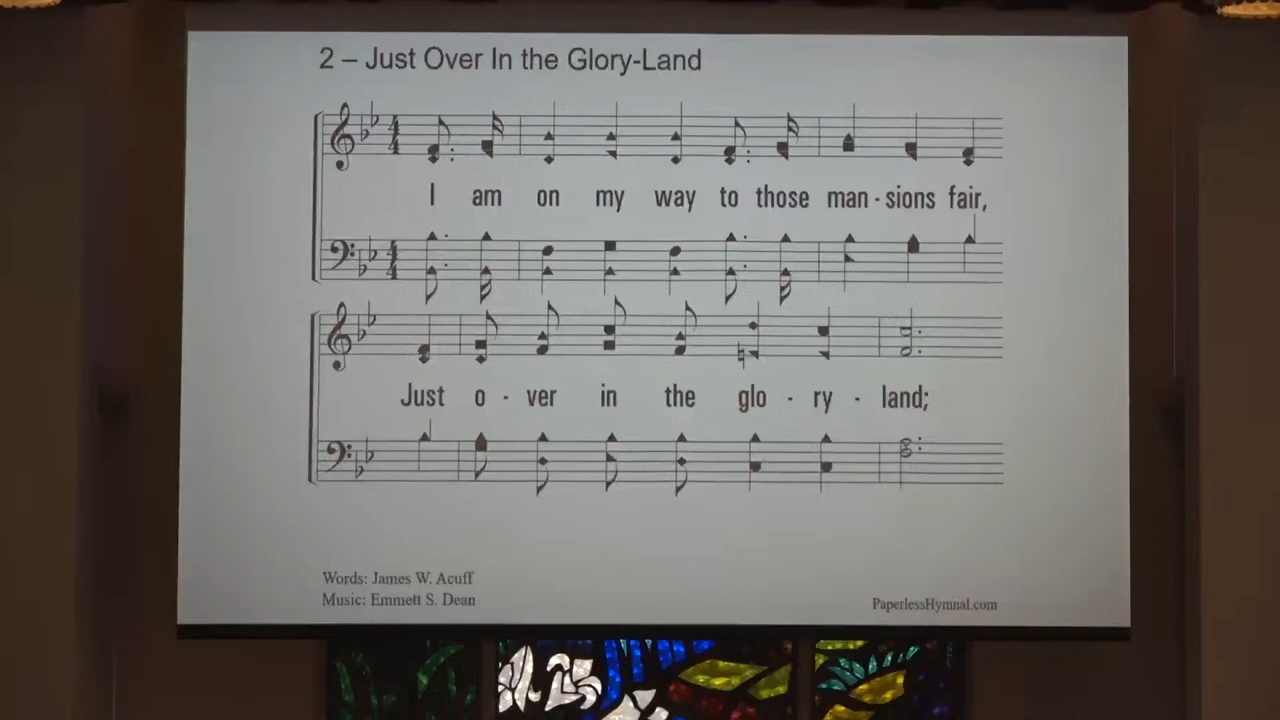 2 – Just Over In the Glory-Land
I am on my way to those man - sions fair,
Just o - ver in the glo - ry - land;
Words: James W. Acuff
Music: Emmett S. Dean
PaperlessHymnal.com